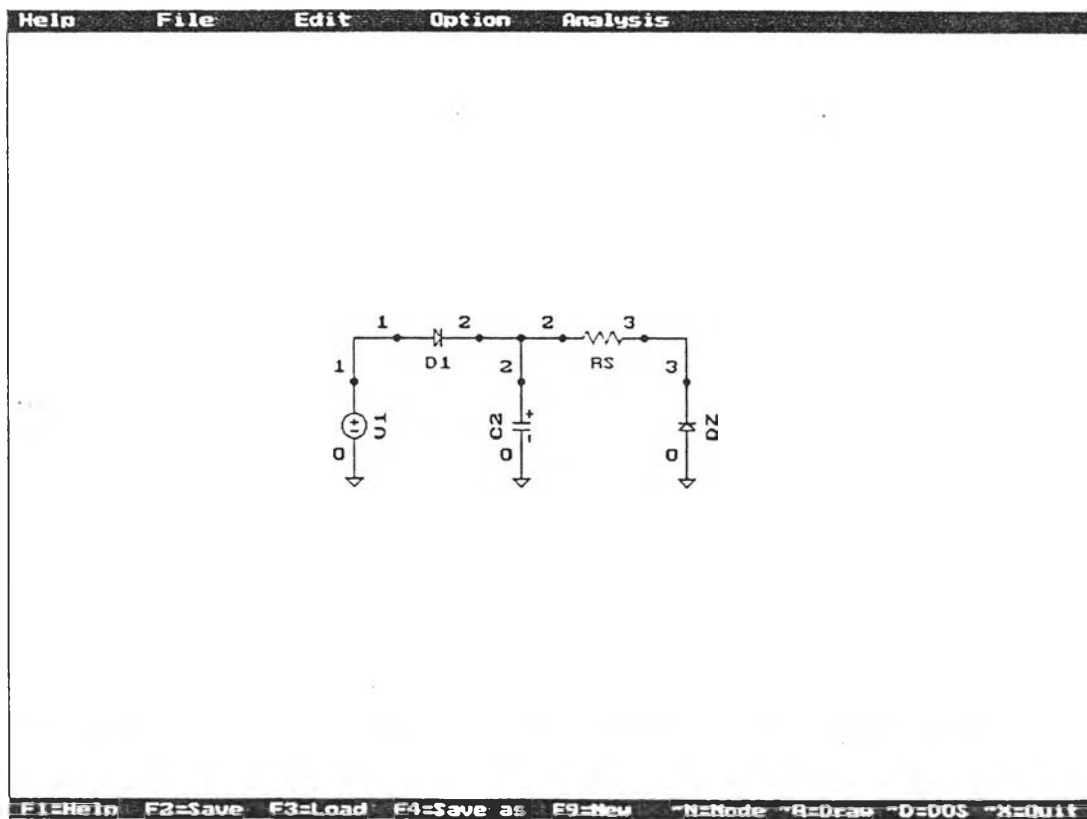 Help File Edit Option Analysis
1 2 2 3
D1 RS
1 2 3
V1 C2 + - DZ
0 0 0
F1=Help F2=Save F3=Load F4=Save as F9=New ~N=Node ~A=Draw ~D=DOS ~X=Quit